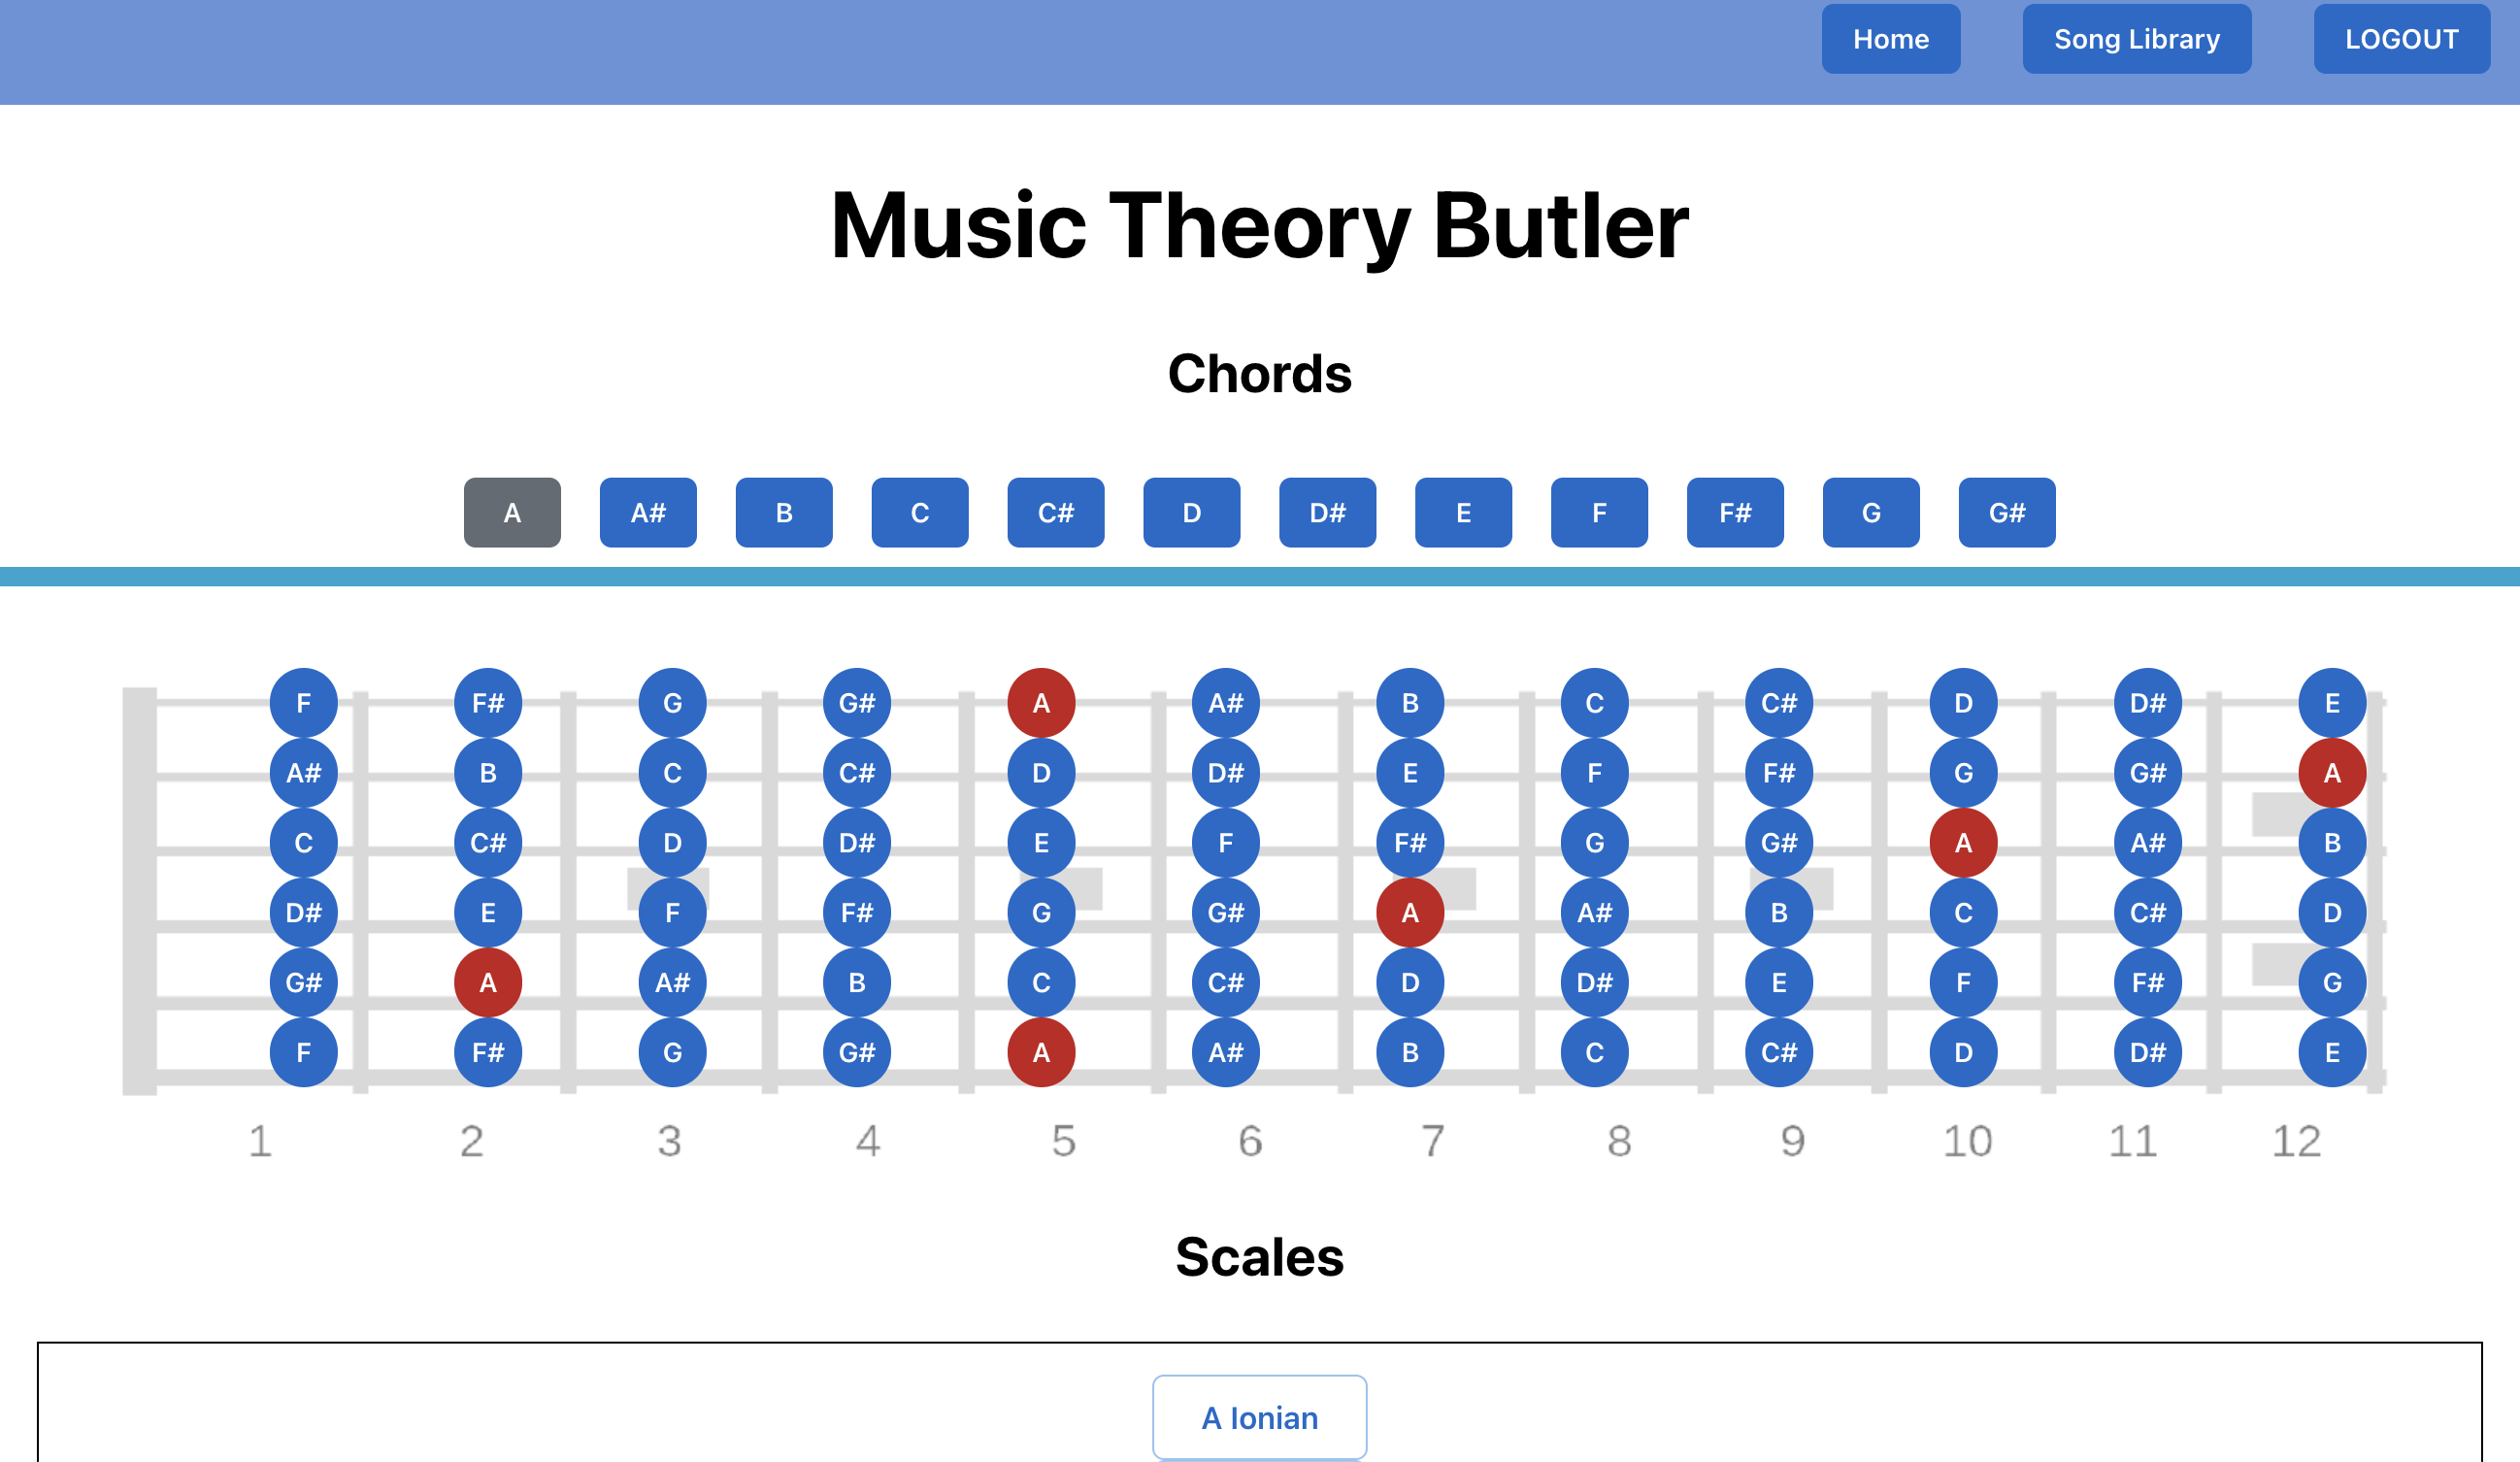 Home Song Library LOGOUT
Music Theory Butler
Chords
A A# B C C# D D# E F F# G G#
F F# G G# A A# B C C# D D# E
A# B C C# D D# E F F# G G# A
C C# D D# E F F# G G# A A# B
D# E F F# G G# A A# B C C# D
G# A A# B C C# D D# E F F# G
F F# G G# A A# B C C# D D# E
1 2 3 4 5 6 7 8 9 10 11 12
Scales
A Ionian